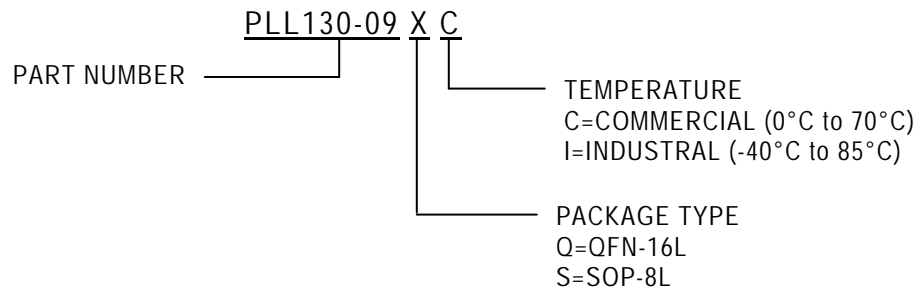 PLL130-09 X C
PART NUMBER
TEMPERATURE
C=COMMERCIAL (0°C to 70°C)
I=INDUSTRAL (-40°C to 85°C)
PACKAGE TYPE
Q=QFN-16L
S=SOP-8L